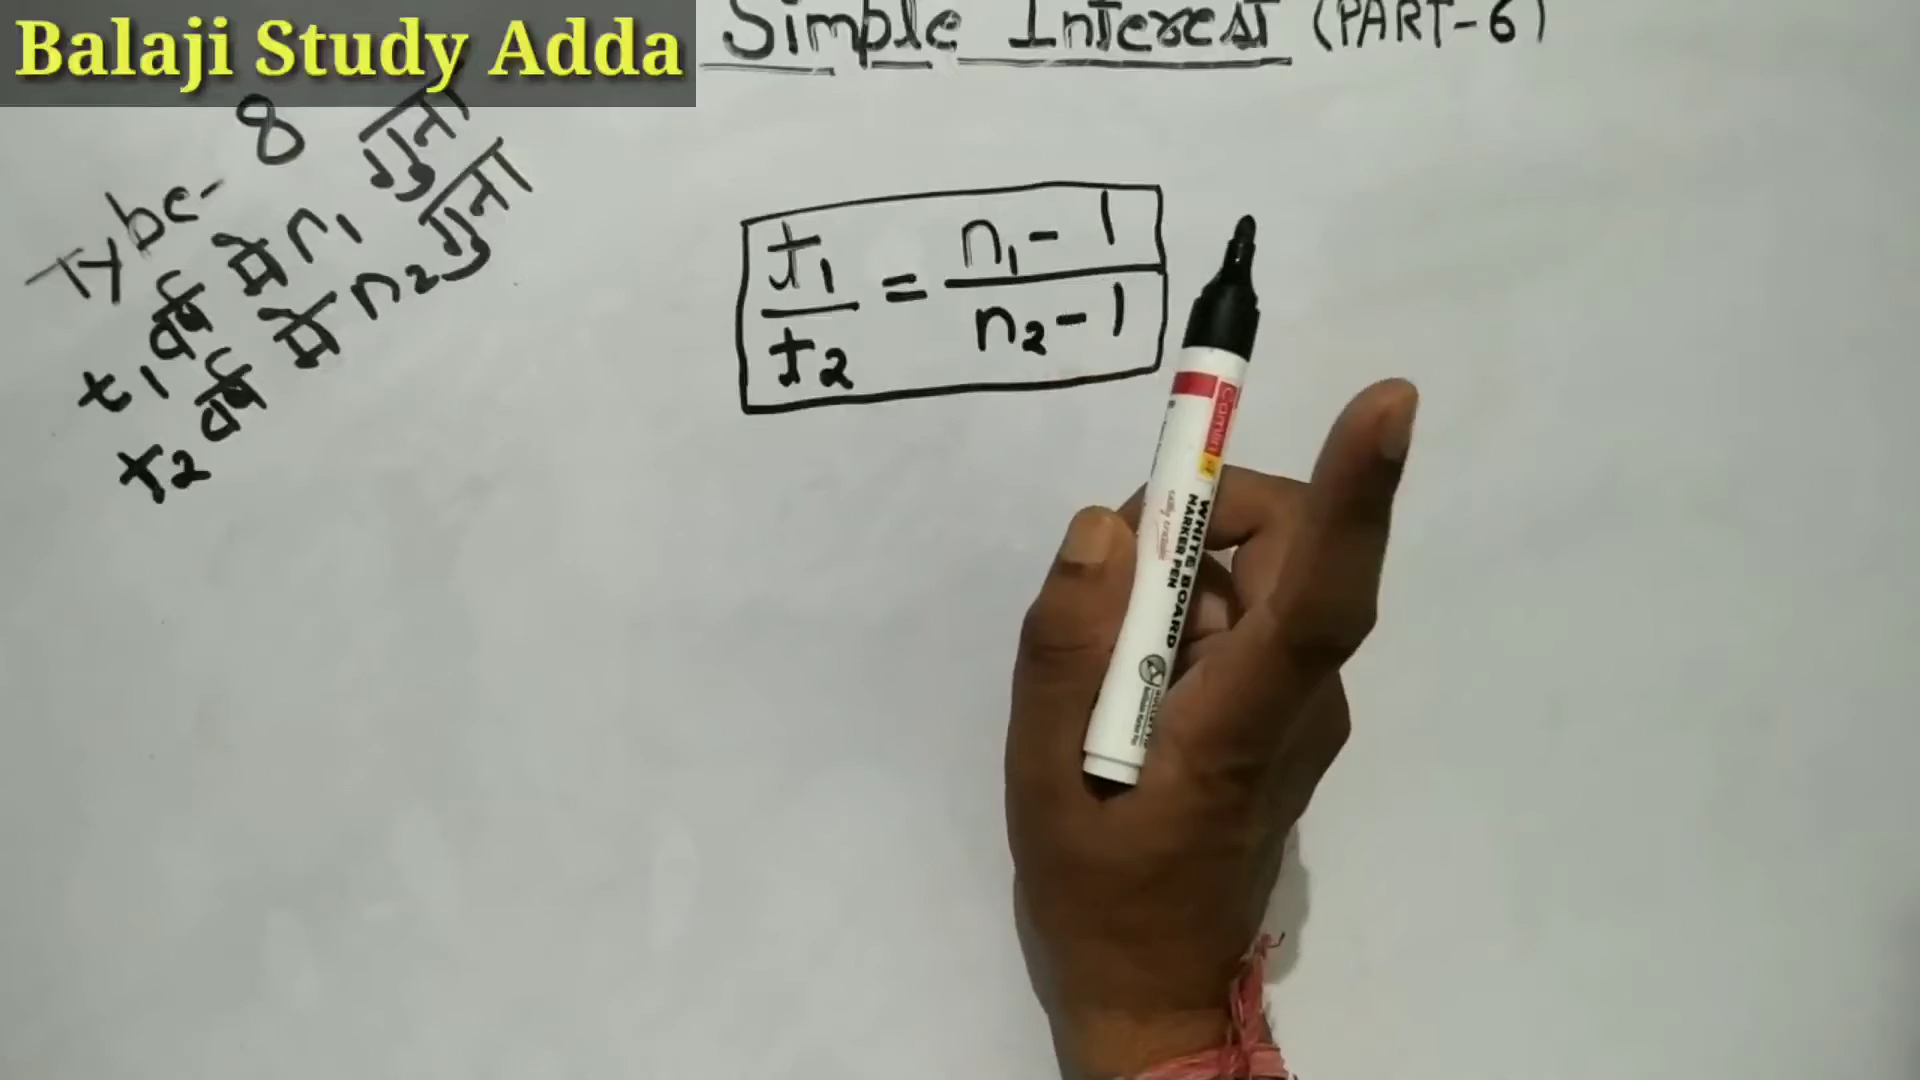 Balaji Study Adda
Simple Interest (PART-6)
Type-8
t1 वर्ष में n1 गुना
t2 वर्ष में n2 गुना
t1/t2 = n1-1/n2-1
Camlin
WHITE BOARD
MARKER PEN